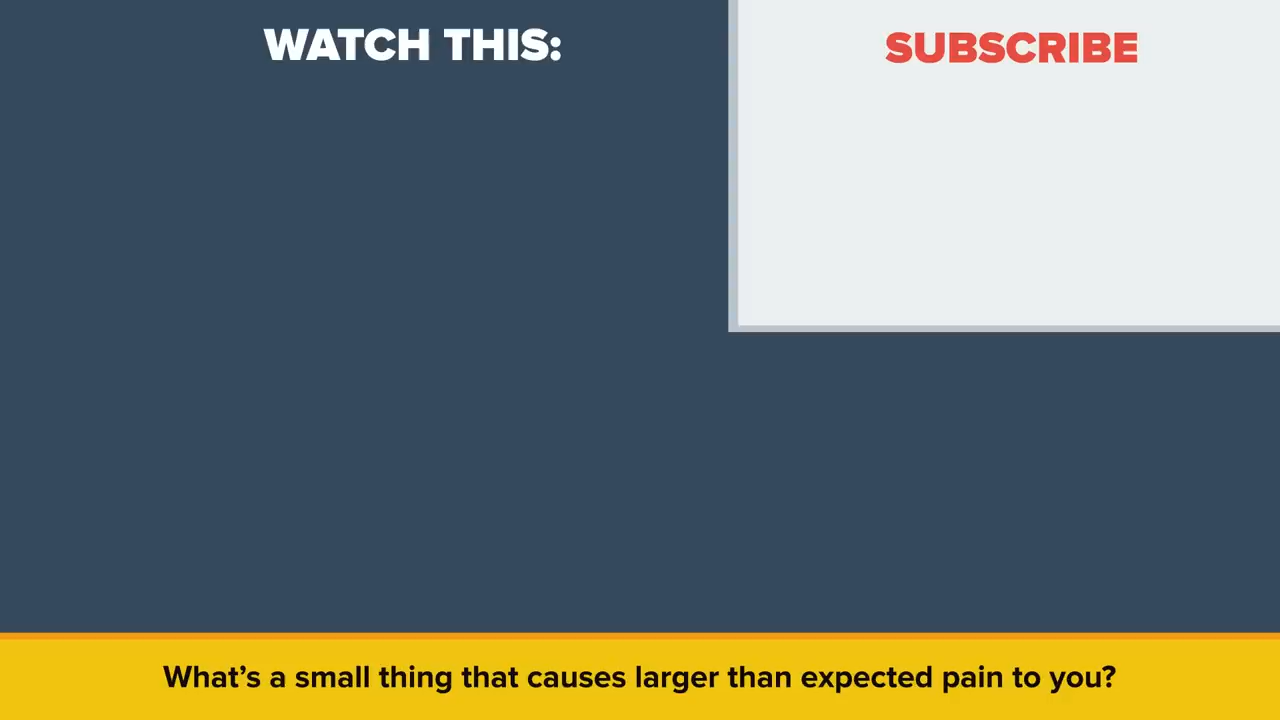 WATCH THIS:
SUBSCRIBE
What’s a small thing that causes larger than expected pain to you?